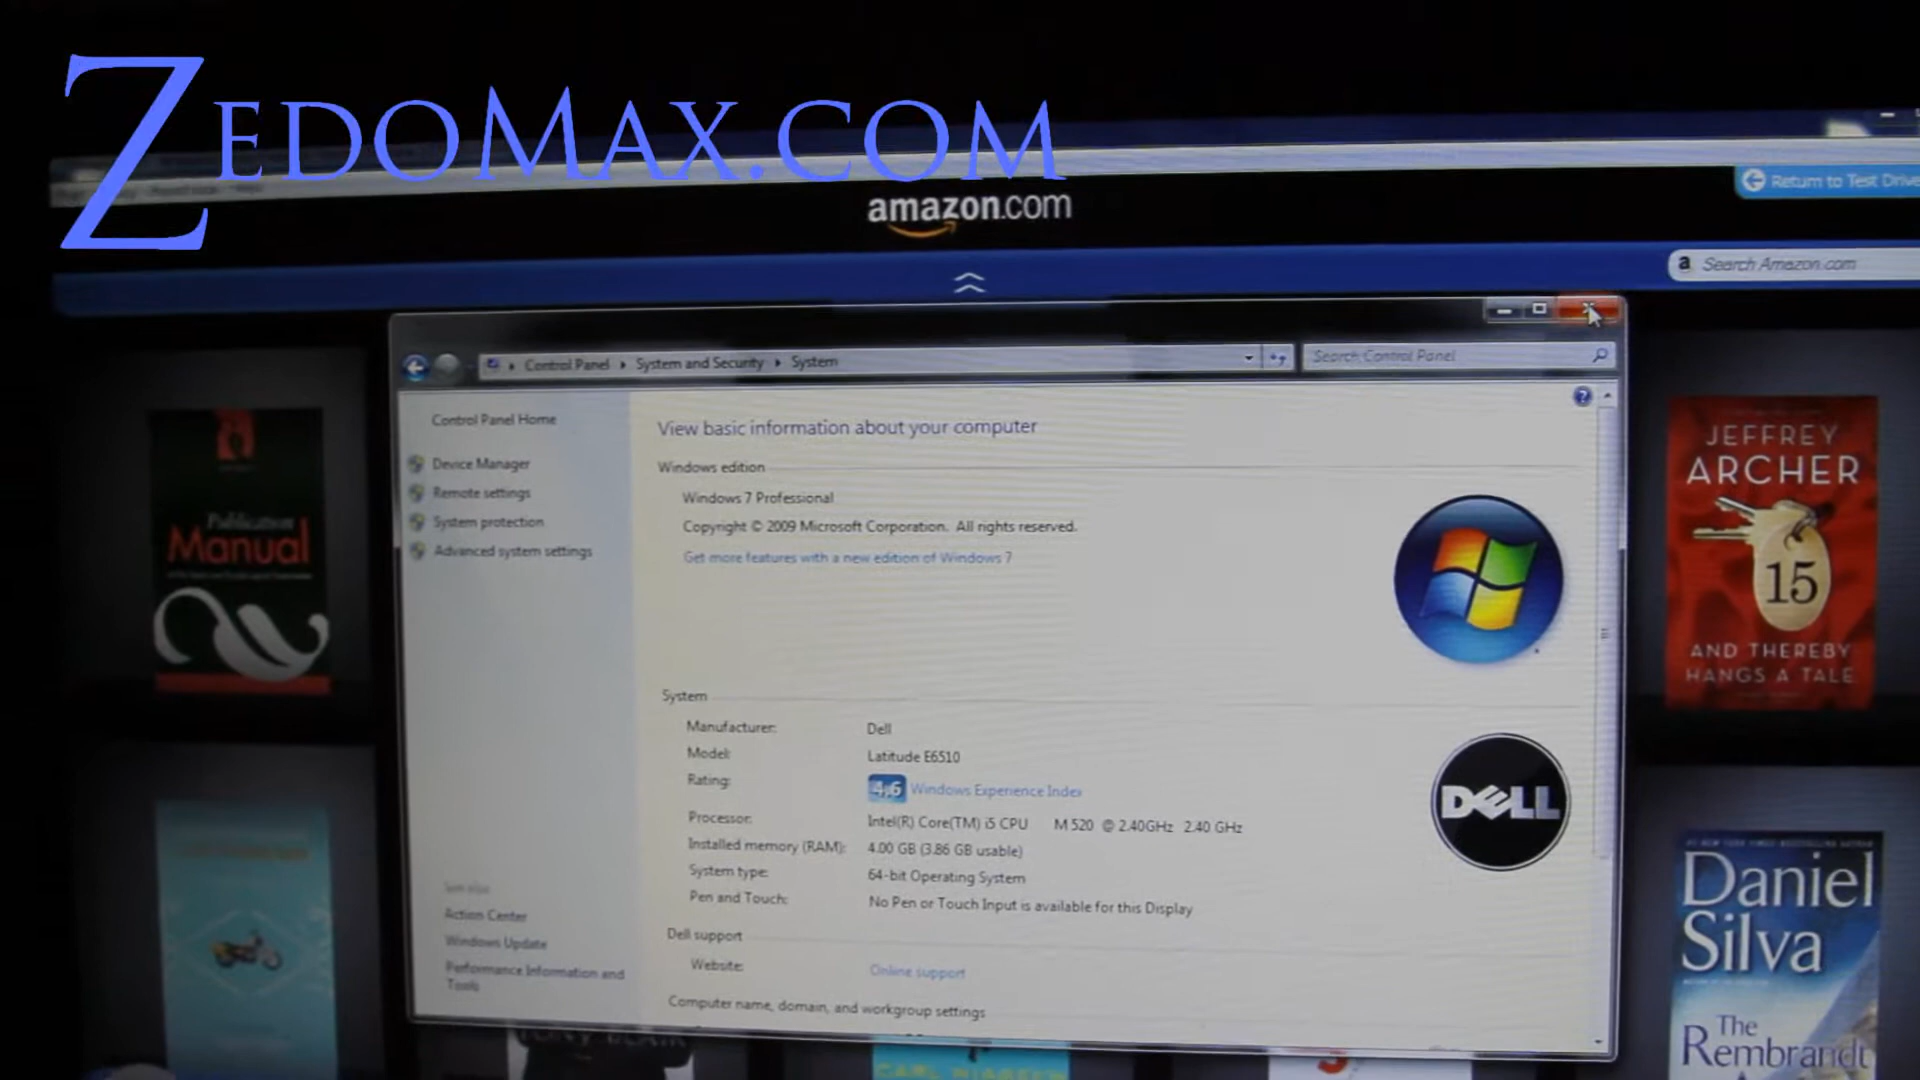 ZEDOMAX.COM
amazon.com
Return to Test Drive
a Search Amazon.com
Control Panel ▸ System and Security ▸ System
Search Control Panel
Control Panel Home
Device Manager
Remote settings
System protection
Advanced system settings
See also
Action Center
Windows Update
Performance Information and
Tools
View basic information about your computer
Windows edition
Windows 7 Professional
Copyright © 2009 Microsoft Corporation. All rights reserved.
Get more features with a new edition of Windows 7
System
Manufacturer: Dell
Model: Latitude E6510
Rating: 4,6 Windows Experience Index
Processor: Intel(R) Core(TM) i5 CPU M 520 @ 2.40GHz 2.40 GHz
Installed memory (RAM): 4.00 GB (3.86 GB usable)
System type: 64-bit Operating System
Pen and Touch: No Pen or Touch Input is available for this Display
Dell support
Website: Online support
Computer name, domain, and workgroup settings
DELL
Publication
Manual
JEFFREY
ARCHER
15
AND THEREBY
HANGS A TALE
Daniel
Silva
The
Rembrandt